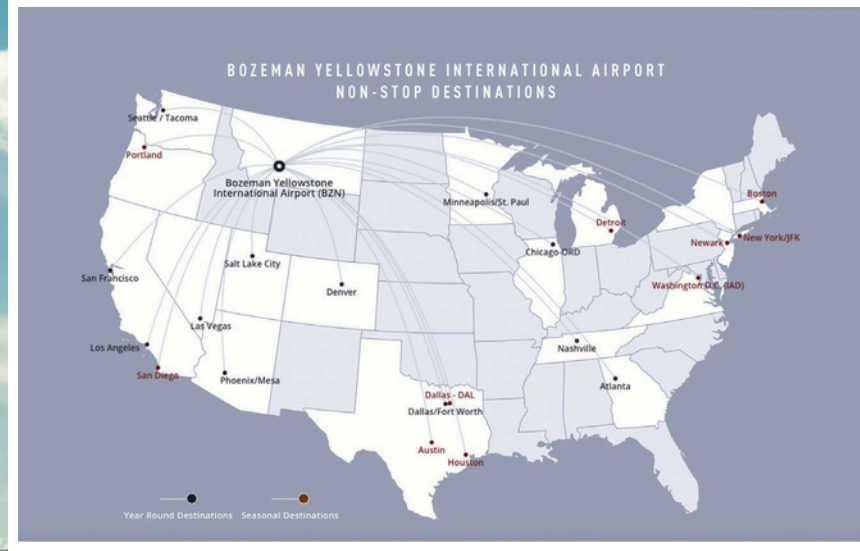 BOZEMAN YELLOWSTONE INTERNATIONAL AIRPORT
NON-STOP DESTINATIONS
Seattle / Tacoma
Portland
Bozeman Yellowstone
International Airport (BZN)
Minneapolis/St. Paul
Boston
Detroit
New York/JFK
Newark
Chicago-ORD
Salt Lake City
San Francisco
Washington D.C. (IAD)
Denver
Las Vegas
Los Angeles
Nashville
San Diego
Phoenix/Mesa
Atlanta
Dallas - DAL
Dallas/Fort Worth
Austin
Houston
Year Round Destinations
Seasonal Destinations